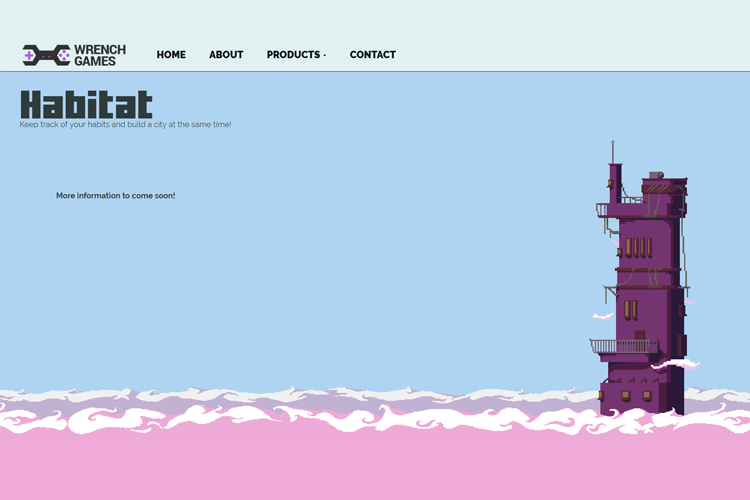 WRENCH
GAMES
HOME ABOUT PRODUCTS CONTACT
Habitat
Keep track of your habits and build a city at the same time!
More information to come soon!